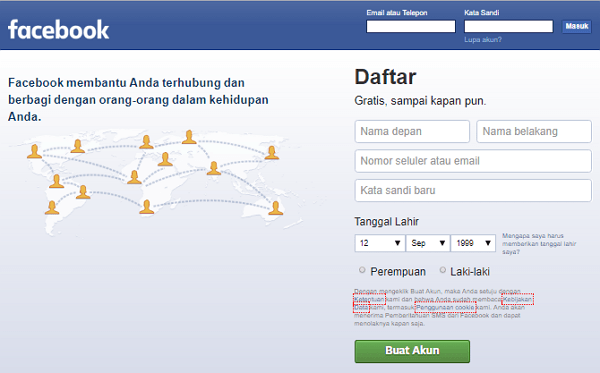 facebook
Email atau Telepon
Kata Sandi
Masuk
Lupa akun?
Facebook membantu Anda terhubung dan
berbagi dengan orang-orang dalam kehidupan
Anda.
Daftar
Gratis, sampai kapan pun.
Nama depan
Nama belakang
Nomor seluler atau email
Kata sandi baru
Tanggal Lahir
12
Sep
1999
Mengapa saya harus
memberikan tanggal lahir
saya?
Perempuan
Laki-laki
Dengan mengeklik Buat Akun, maka Anda setuju dengan
Ketentuan kami dan bahwa Anda sudah membaca Kebijakan
Data kami, termasuk Penggunaan cookie kami. Anda akan
menerima Pemberitahuan SMS dari Facebook dan dapat
menolaknya kapan saja.
Buat Akun